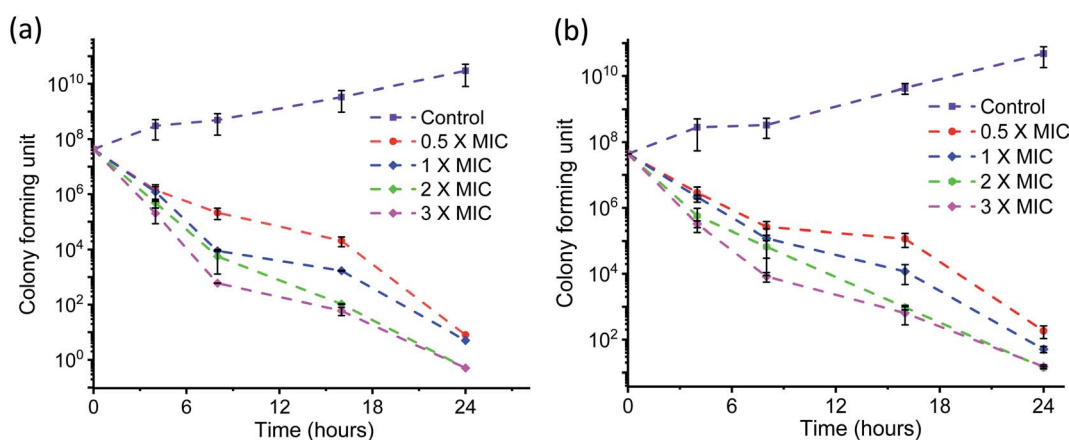 (a)
Colony forming unit
10^10
10^8
10^6
10^4
10^2
10^0
0
6
12
18
24
Time (hours)
Control
0.5 X MIC
1 X MIC
2 X MIC
3 X MIC
(b)
Colony forming unit
10^10
10^8
10^6
10^4
10^2
0
6
12
18
24
Time (hours)
Control
0.5 X MIC
1 X MIC
2 X MIC
3 X MIC